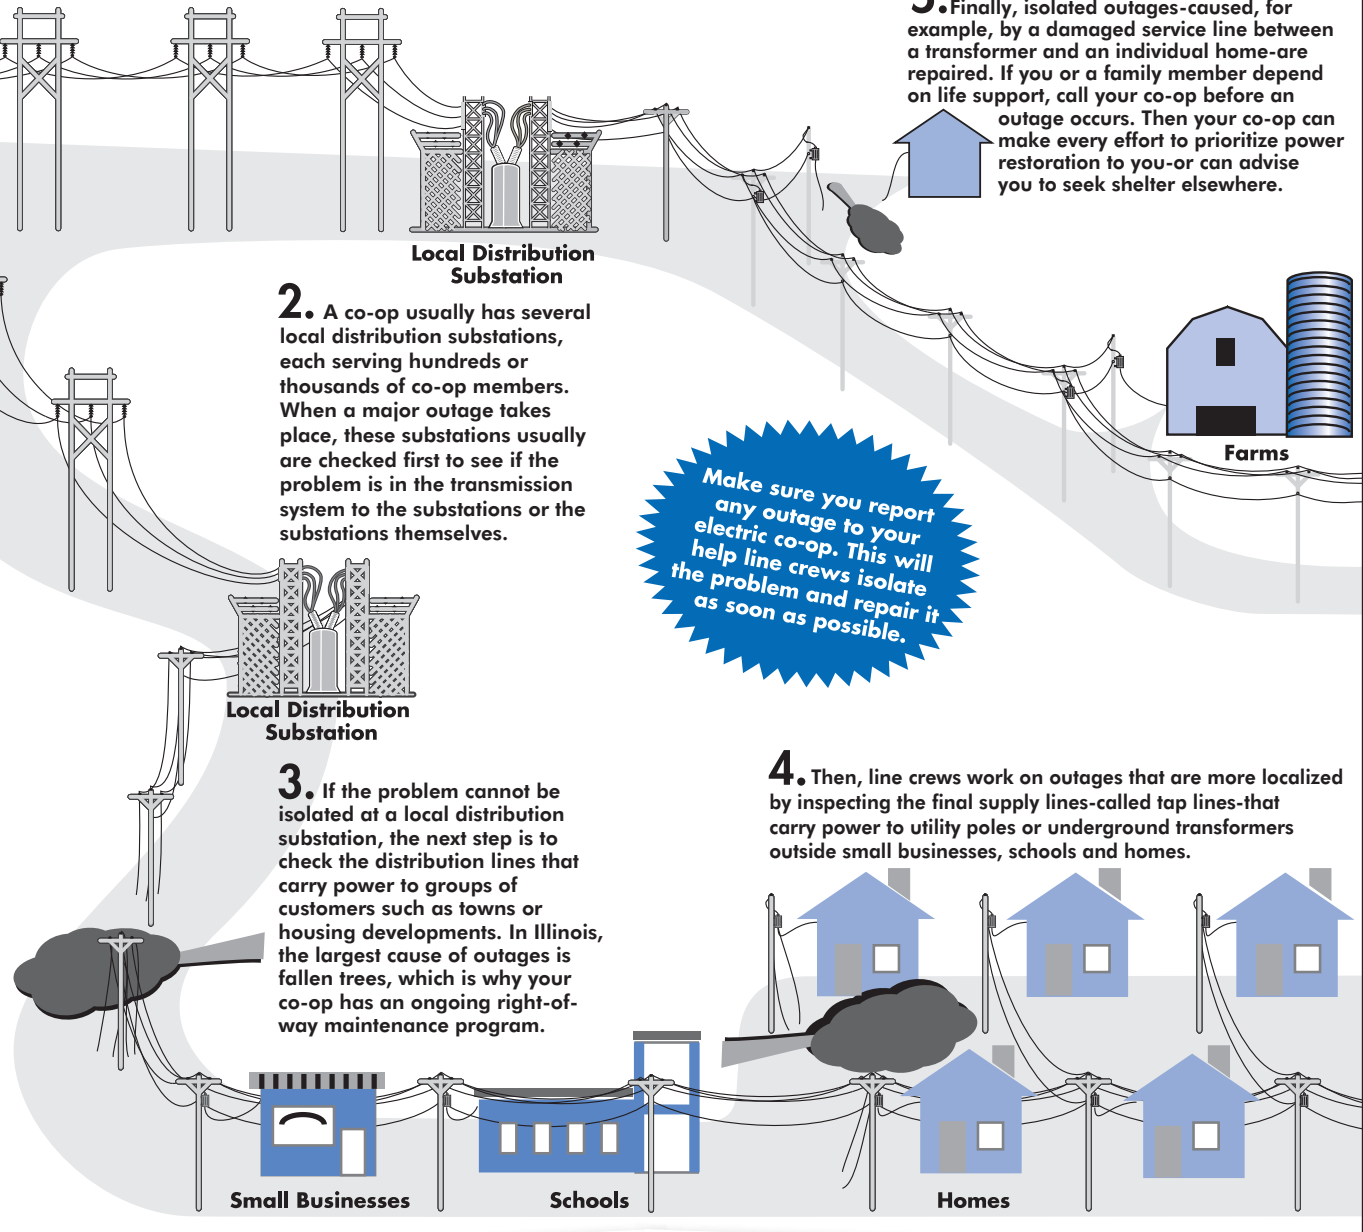 5. Finally, isolated outages-caused, for
example, by a damaged service line between
a transformer and an individual home-are
repaired. If you or a family member depend
on life support, call your co-op before an
outage occurs. Then your co-op can
make every effort to prioritize power
restoration to you-or can advise
you to seek shelter elsewhere.
Local Distribution
Substation
2. A co-op usually has several
local distribution substations,
each serving hundreds or
thousands of co-op members.
When a major outage takes
place, these substations usually
are checked first to see if the
problem is in the transmission
system to the substations or the
substations themselves.
Farms
Make sure you report
any outage to your
electric co-op. This will
help line crews isolate
the problem and repair it
as soon as possible.
Local Distribution
Substation
3. If the problem cannot be
isolated at a local distribution
substation, the next step is to
check the distribution lines that
carry power to groups of
customers such as towns or
housing developments. In Illinois,
the largest cause of outages is
fallen trees, which is why your
co-op has an ongoing right-of-
way maintenance program.
4. Then, line crews work on outages that are more localized
by inspecting the final supply lines-called tap lines-that
carry power to utility poles or underground transformers
outside small businesses, schools and homes.
Small Businesses
Schools
Homes